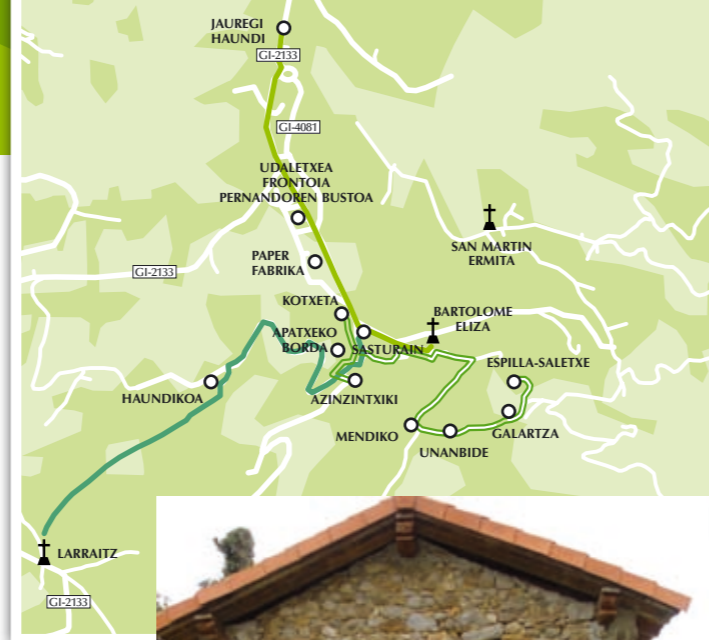 JAUREGI
HAUNDI
GI-2133
GI-4081
UDALETXEA
FRONTOIA
PERNANDOREN BUSTOA
SAN MARTIN
ERMITA
PAPER
FABRIKA
GI-2133
KOTXETA
BARTOLOME
ELIZA
APATXEKO
BORDA
SASTURAIN
ESPILLA-SALETXE
HAUNDIKOA
AZINZINTXIKI
MENDIKO
UNANBIDE
GALARTZA
LARRAITZ
GI-2133